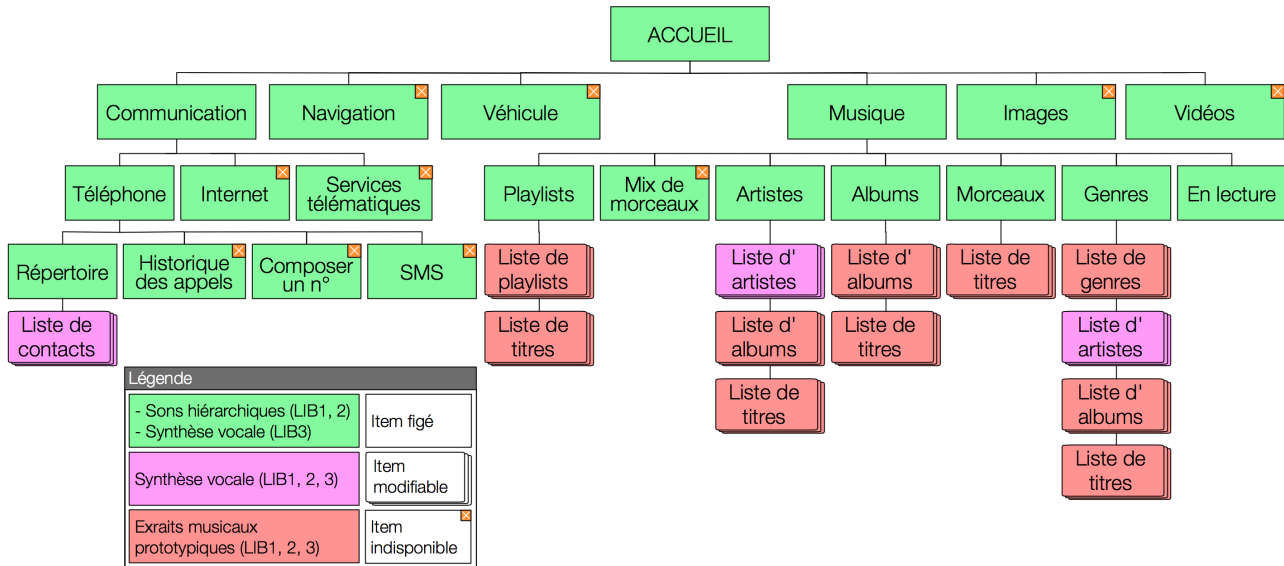 ACCUEIL
Communication
Navigation
Véhicule
Musique
Images
Vidéos
Téléphone
Internet
Services
télématiques
Playlists
Mix de
morceaux
Artistes
Albums
Morceaux
Genres
En lecture
Répertoire
Historique
des appels
Composer
un n°
SMS
Liste de
playlists
Liste d'
artistes
Liste d'
albums
Liste de
titres
Liste de
genres
Liste de
contacts
Liste de
titres
Liste d'
albums
Liste de
titres
Liste d'
artistes
Liste de
titres
Liste d'
albums
Liste de
titres
Légende
- Sons hiérarchiques (LIB1, 2)
- Synthèse vocale (LIB3)
Item figé
Synthèse vocale (LIB1, 2, 3)
Item
modifiable
Exraits musicaux
prototypiques (LIB1, 2, 3)
Item
indisponible